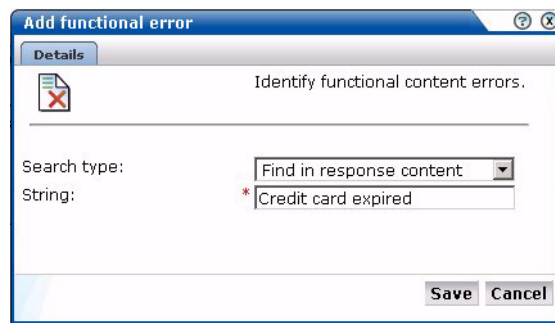 Add functional error
Details
Identify functional content errors.
Search type:
Find in response content
String:
* Credit card expired
Save Cancel